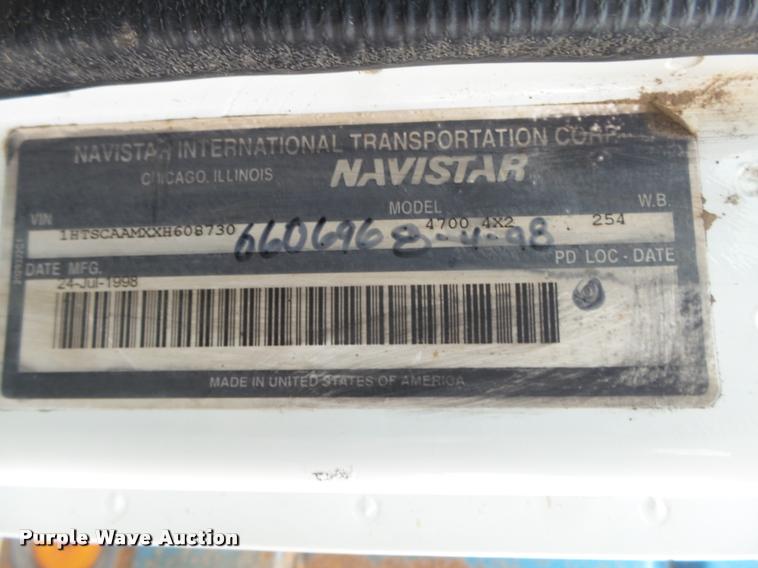 NAVISTAR INTERNATIONAL TRANSPORTATION CORP.
CHICAGO, ILLINOIS NAVISTAR
VIN MODEL W.B.
1HTSCAAMXXH608730 4700 4X2 254
660696 8-4-98
DATE MFG. PD LOC - DATE
24-Jul-1998
MADE IN UNITED STATES OF AMERICA
Purple Wave Auction